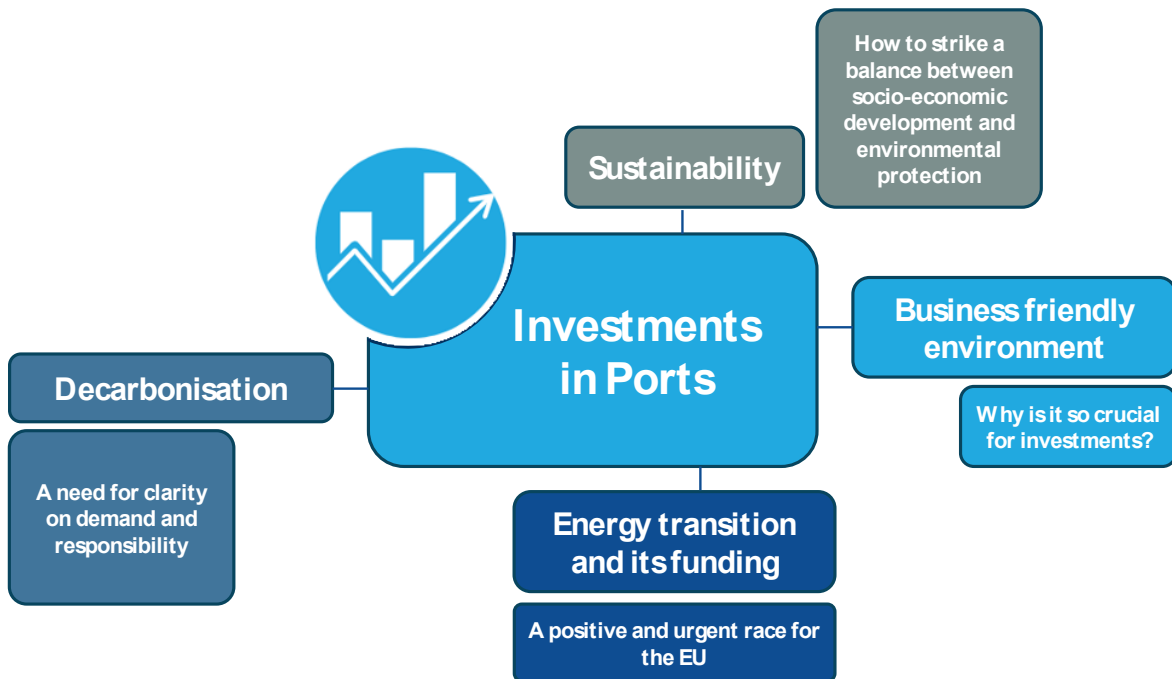 How to strike a
balance between
socio-economic
development and
environmental
protection
Sustainability
Investments
in Ports
Business friendly
environment
Why is it so crucial
for investments?
Decarbonisation
A need for clarity
on demand and
responsibility
Energy transition
and its funding
A positive and urgent race for
the EU